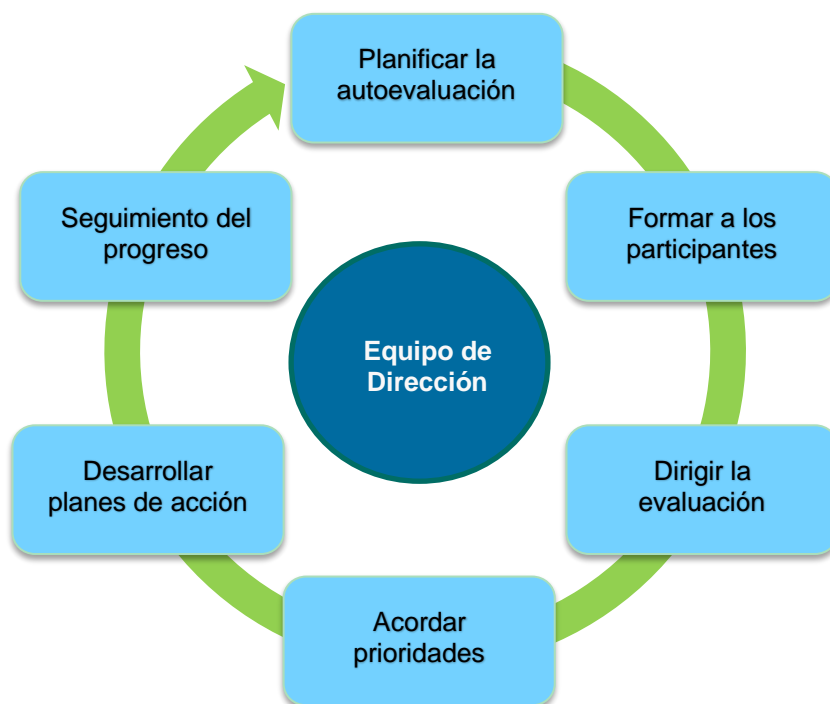 Planificar la
autoevaluación
Formar a los
participantes
Dirigir la
evaluación
Acordar
prioridades
Desarrollar
planes de acción
Seguimiento del
progreso
Equipo de
Dirección